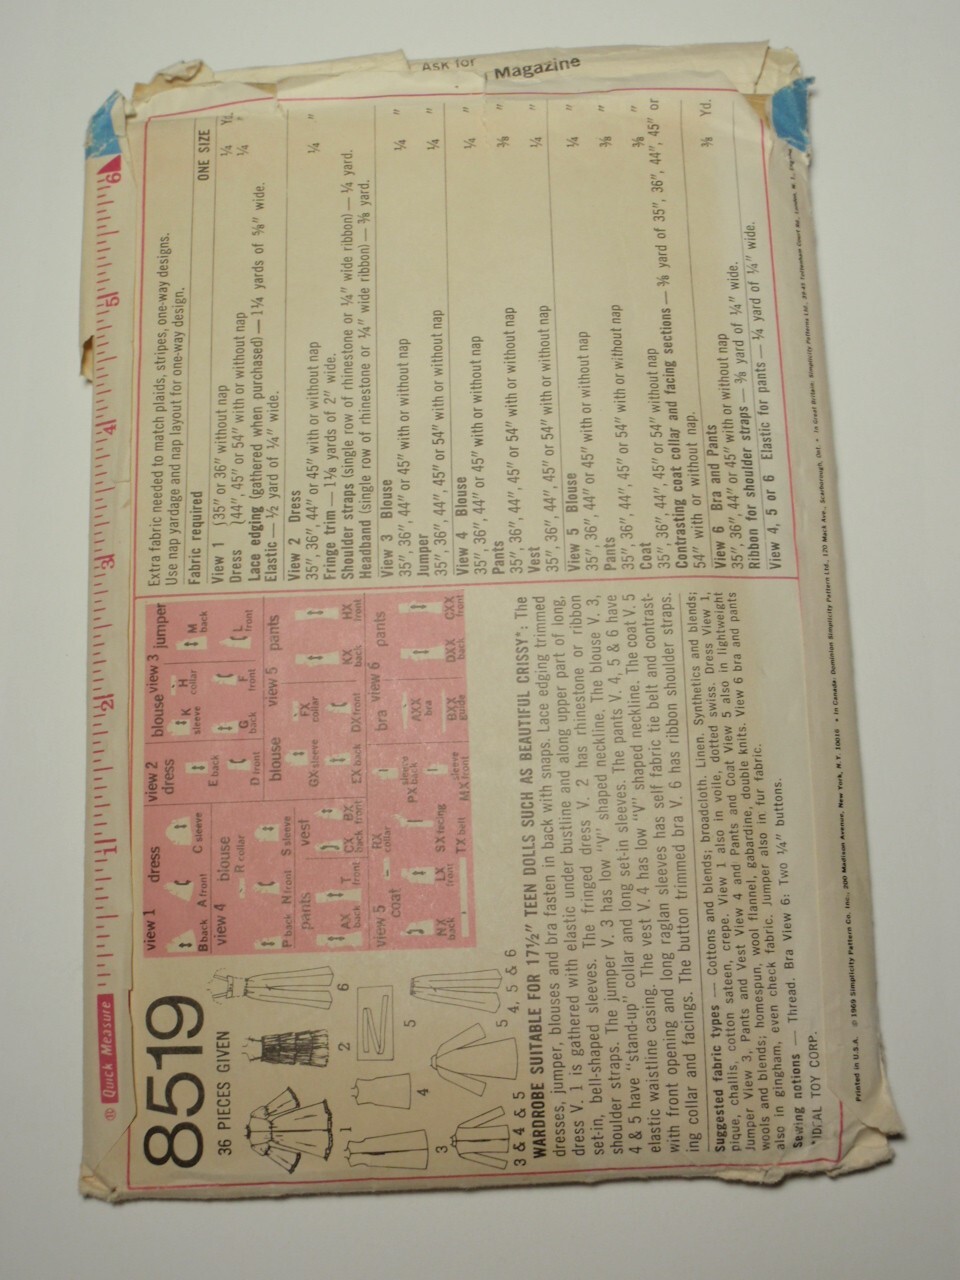 Ask for
Magazine
® Quick Measure
1
2
3
4
5
6
8519
36 PIECES GIVEN
1
2
6
3
4
5
5
3 & 4 & 5
4, 5 & 6
view 1 dress
B back
A front
C sleeve
view 2
dress
E back
D front
blouse view 3 jumper
K
sleeve
H
collar
M
back
G
back
F
front
L
front
view 4 blouse
R collar
P back
N front
S sleeve
pants
vest
AX
back
T
front
CX
back
BX
front
blouse view 5 pants
GX-sleeve
FX
collar
KX
back
HX
front
EX back
DX front
view 5
coat
RX
collar
PX sleeve
back
NX
back
LX
front
SX facing
TX belt
MX sleeve
front
bra view 6 pants
AXX
bra
BXX
guide
DXX
back
CXX
front
WARDROBE SUITABLE FOR 17½" TEEN DOLLS SUCH AS BEAUTIFUL CRISSY*: The
dresses, jumper, blouses and bra fasten in back with snaps. Lace edging trimmed
dress V. 1 is gathered with elastic under bustline and along upper part of long,
set-in, bell-shaped sleeves. The fringed dress V. 2 has rhinestone or ribbon
shoulder straps. The jumper V. 3 has low "V" shaped neckline. The blouse V. 3,
4 & 5 have "stand-up" collar and long set-in sleeves. The pants V. 4, 5 & 6 have
elastic waistline casing. The vest V. 4 has low "V" shaped neckline. The coat V. 5
with front opening and long raglan sleeves has self fabric tie belt and contrast-
ing collar and facings. The button trimmed bra V. 6 has ribbon shoulder straps.
Suggested fabric types — Cottons and blends; broadcloth. Linen. Synthetics and blends;
pique, challis, cotton sateen, crepe. View 1 also in voile, dotted swiss. Dress View 1,
Jumper View 3, Pants and Vest View 4 and Pants and Coat View 5 also in lightweight
wools and blends; homespun, wool flannel, gabardine, double knits. View 6 bra and pants
also in gingham, even check fabric. Jumper also in fur fabric.
Sewing notions — Thread. Bra View 6: Two ¼" buttons.
*IDEAL TOY CORP.
Extra fabric needed to match plaids, stripes, one-way designs.
Use nap yardage and nap layout for one-way design.
Fabric required ONE SIZE
View 1 {35" or 36" without nap ¼ Yd.
Dress }44", 45" or 54" with or without nap ¼ "
Lace edging (gathered when purchased) — 1¼ yards of ⅝" wide.
Elastic — ½ yard of ¼" wide.
View 2 Dress
35", 36", 44" or 45" with or without nap ¼ "
Fringe trim — 1⅛ yards of 2" wide.
Shoulder straps (single row of rhinestone or ¼" wide ribbon) — ¼ yard.
Headband (single row of rhinestone or ¼" wide ribbon) — ⅜ yard.
View 3 Blouse
35", 36", 44" or 45" with or without nap ¼ "
Jumper
35", 36", 44", 45" or 54" with or without nap ¼ "
View 4 Blouse
35", 36", 44" or 45" with or without nap ¼ "
Pants
35", 36", 44", 45" or 54" with or without nap ⅜ "
Vest
35", 36", 44", 45" or 54" with or without nap ¼ "
View 5 Blouse
35", 36", 44" or 45" with or without nap ¼ "
Pants
35", 36", 44", 45" or 54" with or without nap ⅜ "
Coat
35", 36", 44", 45" or 54" with or without nap ⅜ "
Contrasting coat collar and facing sections — ⅜ yard of 35", 36", 44", 45" or
54" with or without nap.
View 6 Bra and Pants
35", 36", 44" or 45" with or without nap ⅜ Yd.
Ribbon for shoulder straps — ⅜ yard of ¼" wide.
View 4, 5 or 6 Elastic for pants — ¼ yard of ¼" wide.
Printed in U.S.A. © 1969 Simplicity Pattern Co. Inc., 200 Madison Avenue, New York, N.Y. 10016 • In Canada: Dominion Simplicity Pattern Ltd., 120 Mack Ave., Scarborough, Ont. • In Great Britain: Simplicity Patterns Ltd., Tottenham Court Rd., London, W. 1,